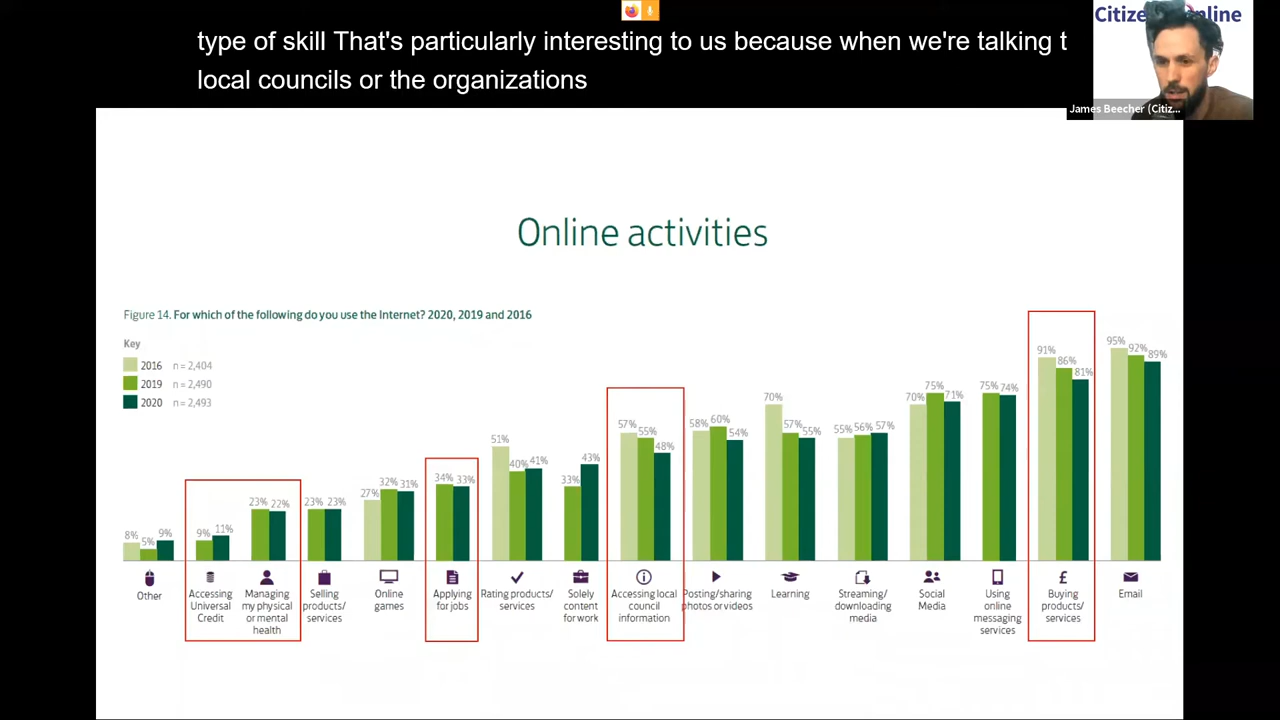 type of skill That's particularly interesting to us because when we're talking t
local councils or the organizations
James Beecher (Citiz...
Online activities
Figure 14. For which of the following do you use the Internet? 2020, 2019 and 2016
Key
2016 n = 2,404
2019 n = 2,490
2020 n = 2,493
8% 5% 9%
9% 11%
23% 22%
23% 23%
27% 32% 31%
34% 33%
51% 40% 41%
33% 43%
57% 55% 48%
58% 60% 54%
70% 57% 55%
55% 56% 57%
70% 75% 71%
75% 74%
91% 86% 81%
95% 92% 89%
Other
Accessing
Universal
Credit
Managing
my physical
or mental
health
Selling
products/
services
Online
games
Applying
for jobs
Rating products/
services
Solely
content
for work
Accessing local
council
information
Posting/sharing
photos or videos
Learning
Streaming/
downloading
media
Social
Media
Using
online
messaging
services
Buying
products/
services
Email